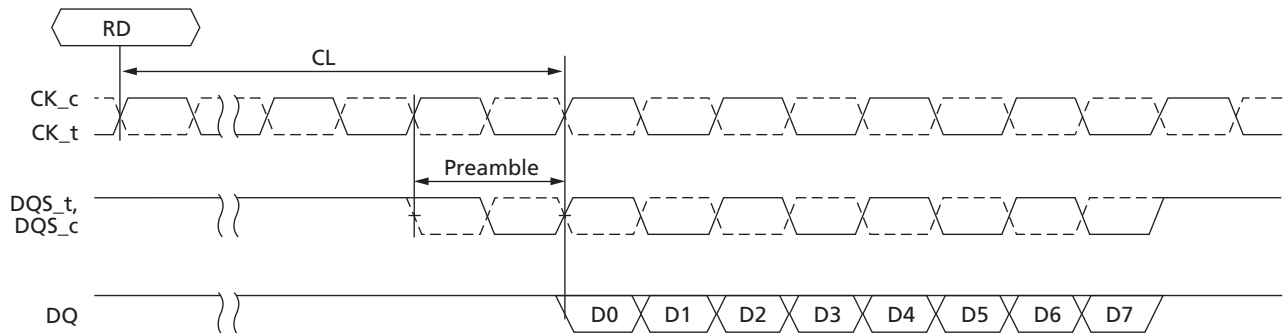 RD
CL
CK_c
CK_t
Preamble
DQS_t,
DQS_c
DQ D0 D1 D2 D3 D4 D5 D6 D7